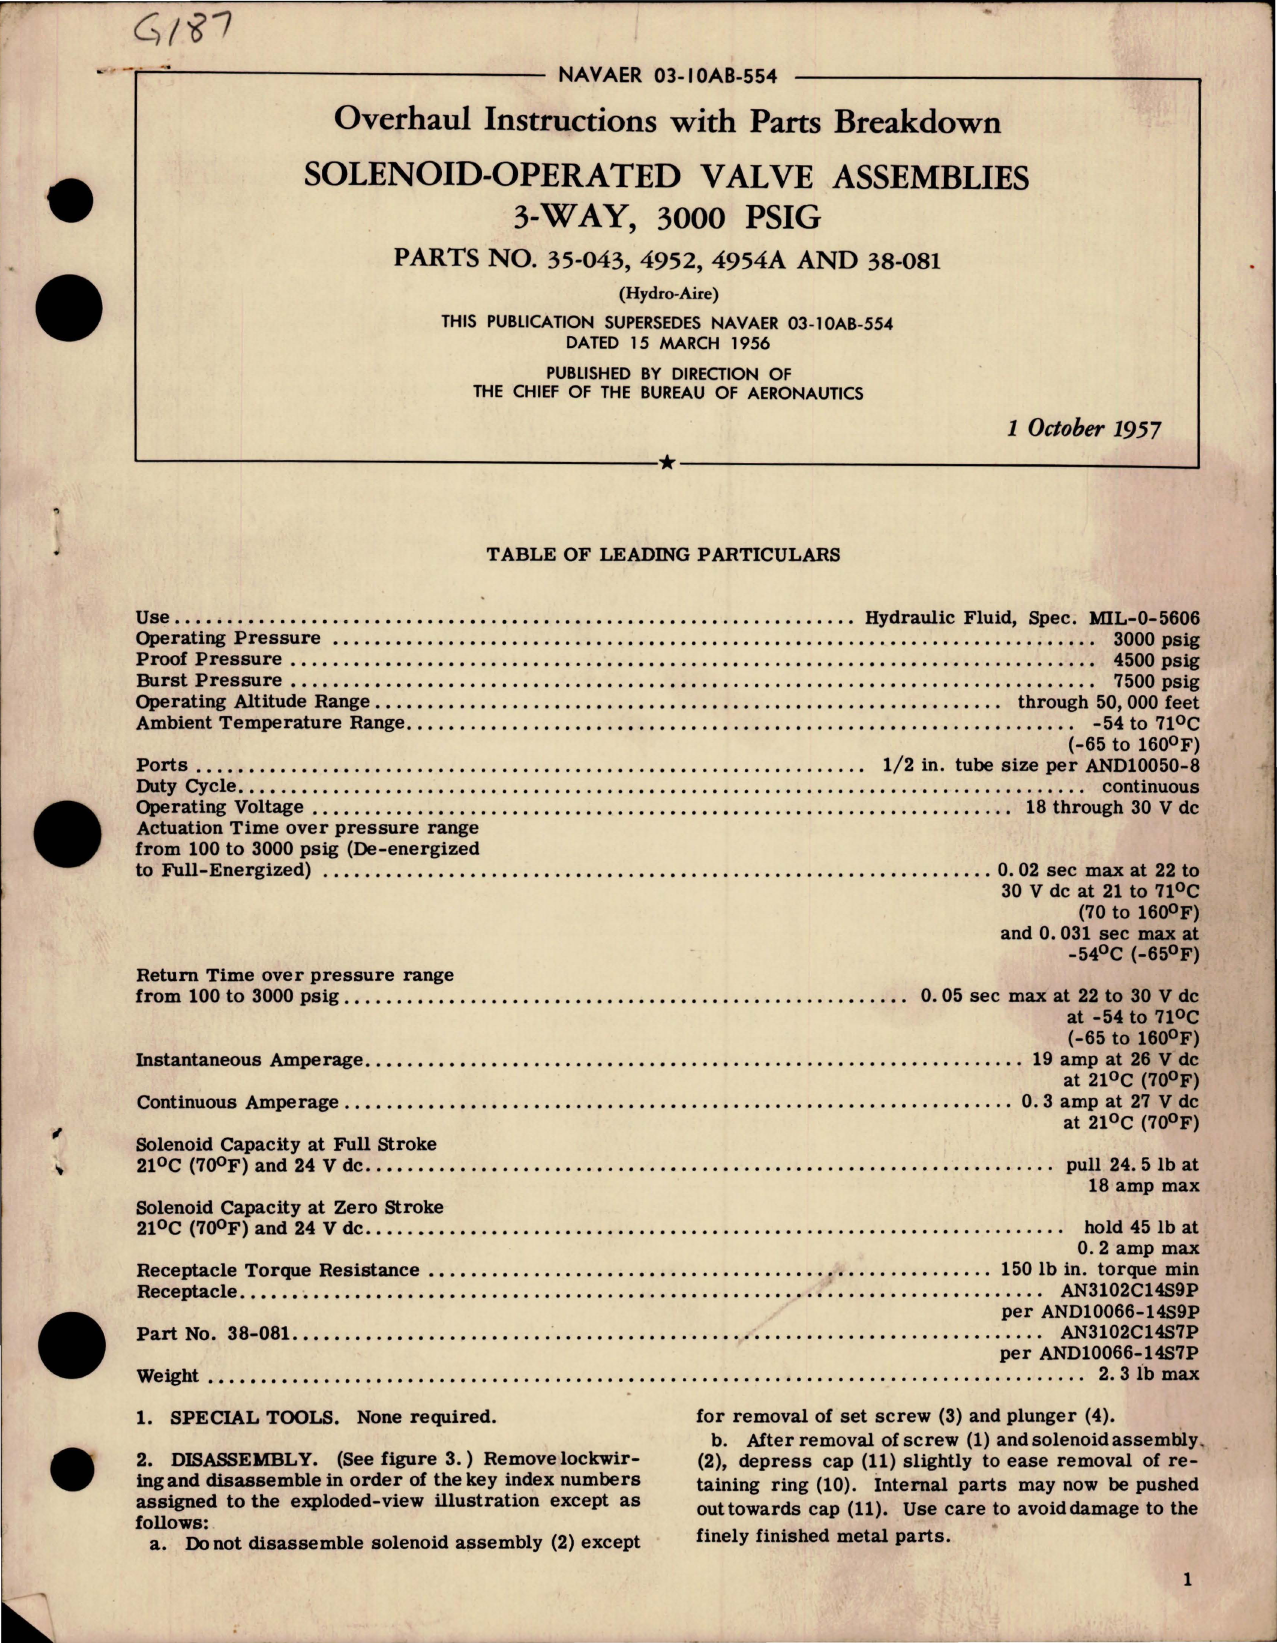 G187
NAVAER 03-10AB-554
Overhaul Instructions with Parts Breakdown
SOLENOID-OPERATED VALVE ASSEMBLIES
3-WAY, 3000 PSIG
PARTS NO. 35-043, 4952, 4954A AND 38-081
(Hydro-Aire)
THIS PUBLICATION SUPERSEDES NAVAER 03-10AB-554
DATED 15 MARCH 1956
PUBLISHED BY DIRECTION OF
THE CHIEF OF THE BUREAU OF AERONAUTICS
1 October 1957
TABLE OF LEADING PARTICULARS
Use ........ Hydraulic Fluid, Spec. MIL-0-5606
Operating Pressure ........ 3000 psig
Proof Pressure ........ 4500 psig
Burst Pressure ........ 7500 psig
Operating Altitude Range ........ through 50,000 feet
Ambient Temperature Range ........ -54 to 71°C
(-65 to 160°F)
Ports ........ 1/2 in. tube size per AND10050-8
Duty Cycle ........ continuous
Operating Voltage ........ 18 through 30 V dc
Actuation Time over pressure range
from 100 to 3000 psig (De-energized
to Full-Energized) ........ 0.02 sec max at 22 to
30 V dc at 21 to 71°C
(70 to 160°F)
and 0.031 sec max at
-54°C (-65°F)
Return Time over pressure range
from 100 to 3000 psig ........ 0.05 sec max at 22 to 30 V dc
at -54 to 71°C
(-65 to 160°F)
Instantaneous Amperage ........ 19 amp at 26 V dc
at 21°C (70°F)
Continuous Amperage ........ 0.3 amp at 27 V dc
at 21°C (70°F)
Solenoid Capacity at Full Stroke
21°C (70°F) and 24 V dc ........ pull 24.5 lb at
18 amp max
Solenoid Capacity at Zero Stroke
21°C (70°F) and 24 V dc ........ hold 45 lb at
0.2 amp max
Receptacle Torque Resistance ........ 150 lb in. torque min
Receptacle ........ AN3102C14S9P
per AND10066-14S9P
Part No. 38-081 ........ AN3102C14S7P
per AND10066-14S7P
Weight ........ 2.3 lb max
1. SPECIAL TOOLS. None required.
2. DISASSEMBLY. (See figure 3.) Remove lockwir-
ing and disassemble in order of the key index numbers
assigned to the exploded-view illustration except as
follows:
a. Do not disassemble solenoid assembly (2) except
for removal of set screw (3) and plunger (4).
b. After removal of screw (1) and solenoid assembly
(2), depress cap (11) slightly to ease removal of re-
taining ring (10). Internal parts may now be pushed
out towards cap (11). Use care to avoid damage to the
finely finished metal parts.
1